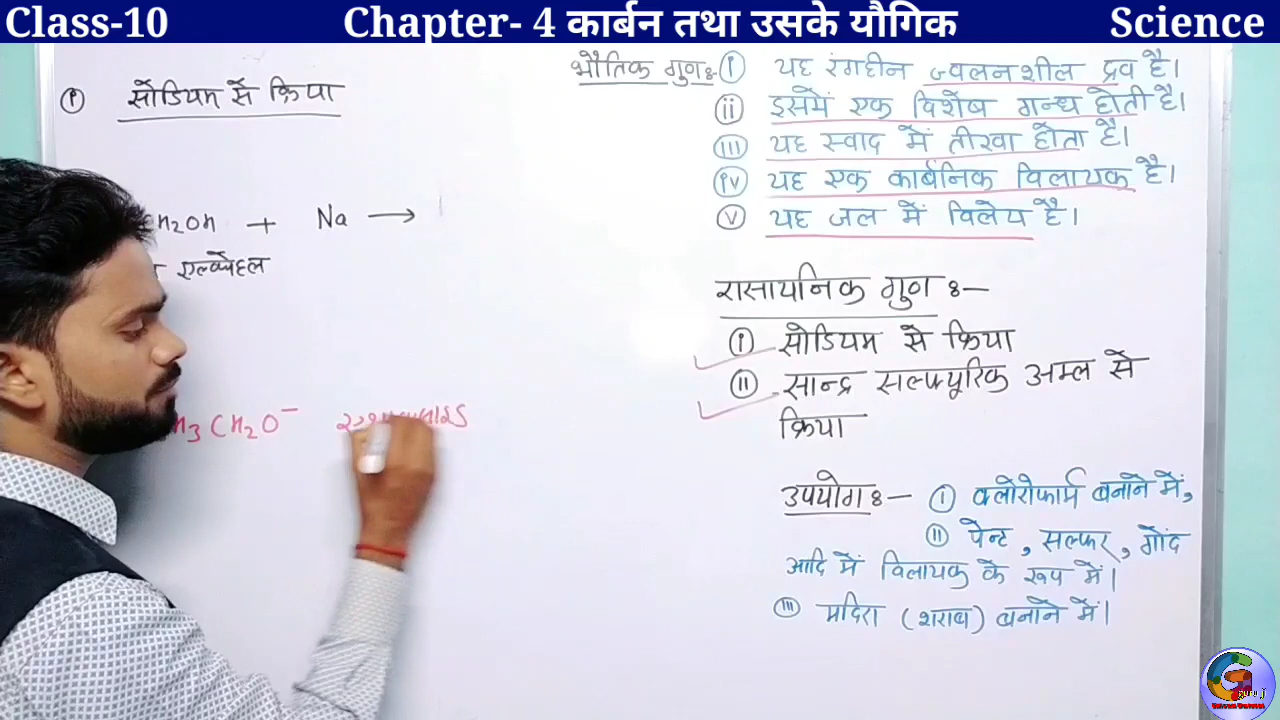 Class-10 Chapter- 4 कार्बन तथा उसके यौगिक Science
(i) सोडियम से क्रिया
H2OH + Na →
एल्कोहल
H3CH2O⁻
भौतिक गुण :- (i) यह रंगहीन ज्वलनशील द्रव है।
(ii) इसमें एक विशेष गन्ध होती है।
(iii) यह स्वाद में तीखा होता है।
(iv) यह एक कार्बनिक विलायक है।
(v) यह जल में विलेय है।
रासायनिक गुण :-
(i) सोडियम से क्रिया
(ii) सान्द्र सल्फ्यूरिक अम्ल से
क्रिया
उपयोग :- (i) क्लोरोफार्म बनाने में,
(ii) पेन्ट, सल्फर, गोंद
आदि में विलायक के रूप में।
(iii) मदिरा (शराब) बनाने में।